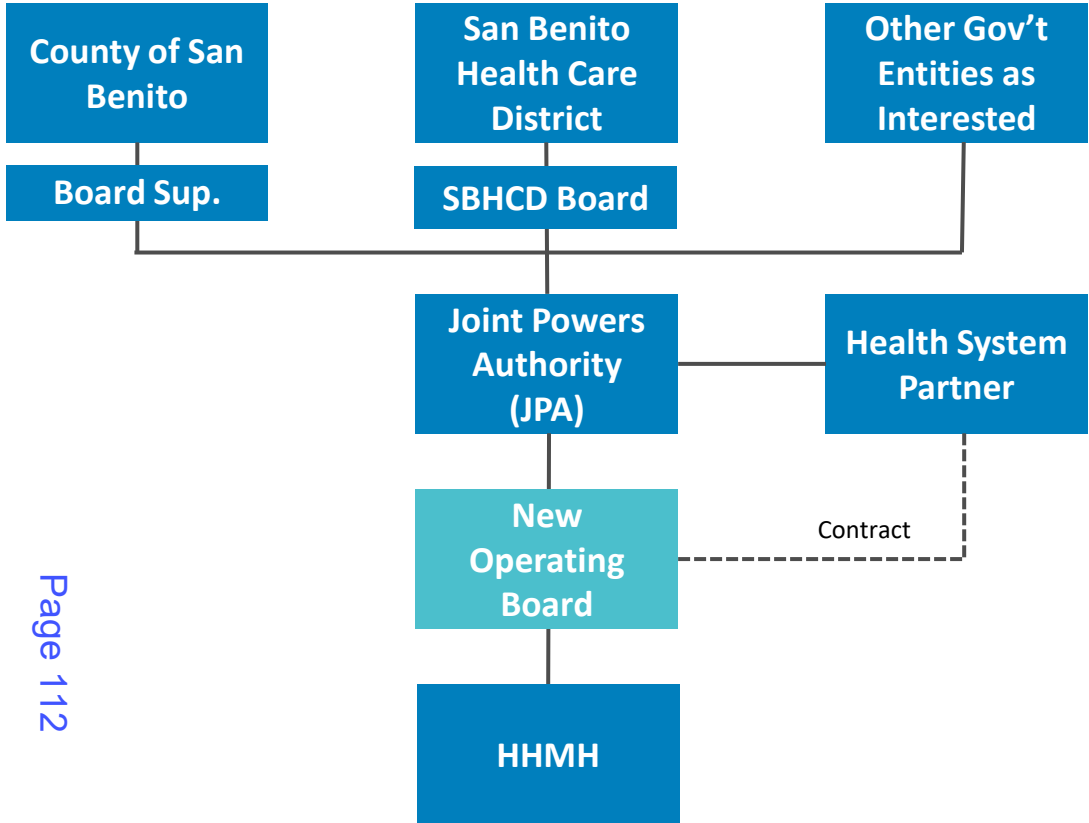 County of San
Benito
San Benito
Health Care
District
Other Gov’t
Entities as
Interested
Board Sup.
SBHCD Board
Joint Powers
Authority
(JPA)
Health System
Partner
New
Operating
Board
Contract
HHMH
Page 112